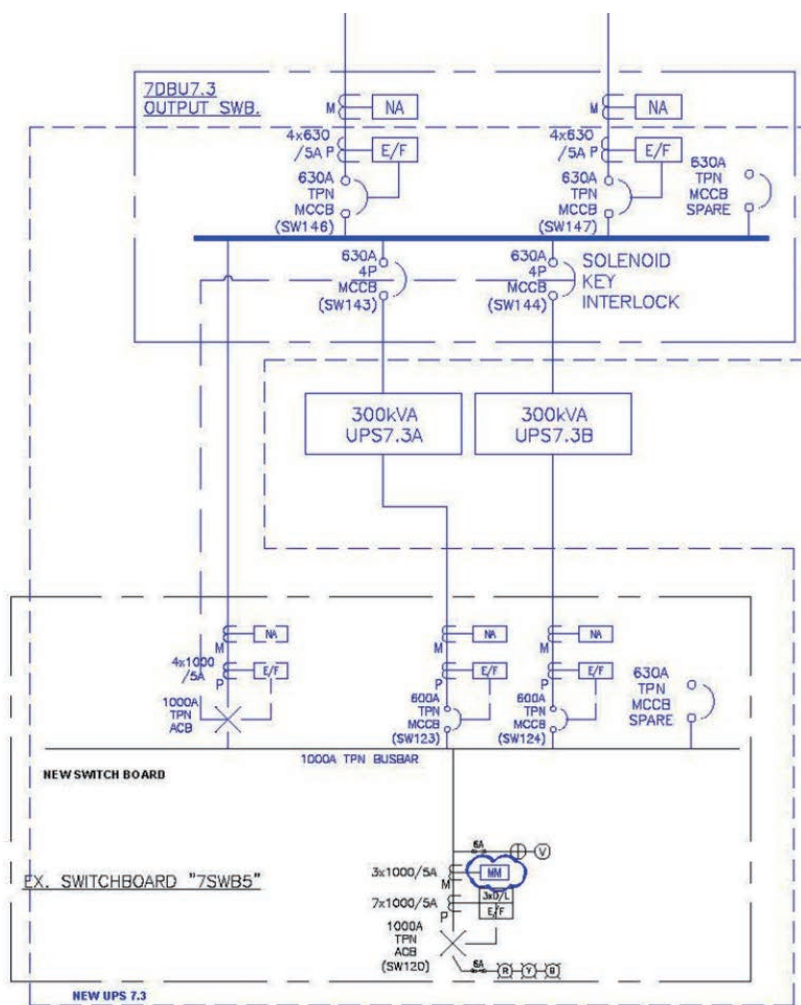 7DBU7.3
OUTPUT SWB.
M
NA
M
NA
4x630
/5A P
E/F
4x630
/5A P
E/F
630A
TPN
MCCB
(SW146)
630A
TPN
MCCB
(SW147)
630A
TPN
MCCB
SPARE
630A
4P
MCCB
(SW143)
630A
4P
MCCB
(SW144)
SOLENOID
KEY
INTERLOCK
300kVA
UPS7.3A
300kVA
UPS7.3B
M
NA
M
NA
M
NA
4x1000
/5A
P
E/F
P
E/F
P
E/F
1000A
TPN
ACB
600A
TPN
MCCB
(SW123)
600A
TPN
MCCB
(SW124)
630A
TPN
MCCB
SPARE
1000A TPN BUSBAR
NEW SWITCH BOARD
6A
V
EX. SWITCHBOARD "7SWB5"
3x1000/5A
M
MM
7x1000/5A
P
3xO/L
E/F
1000A
TPN
ACB
(SW120)
6A
R Y B
NEW UPS 7.3